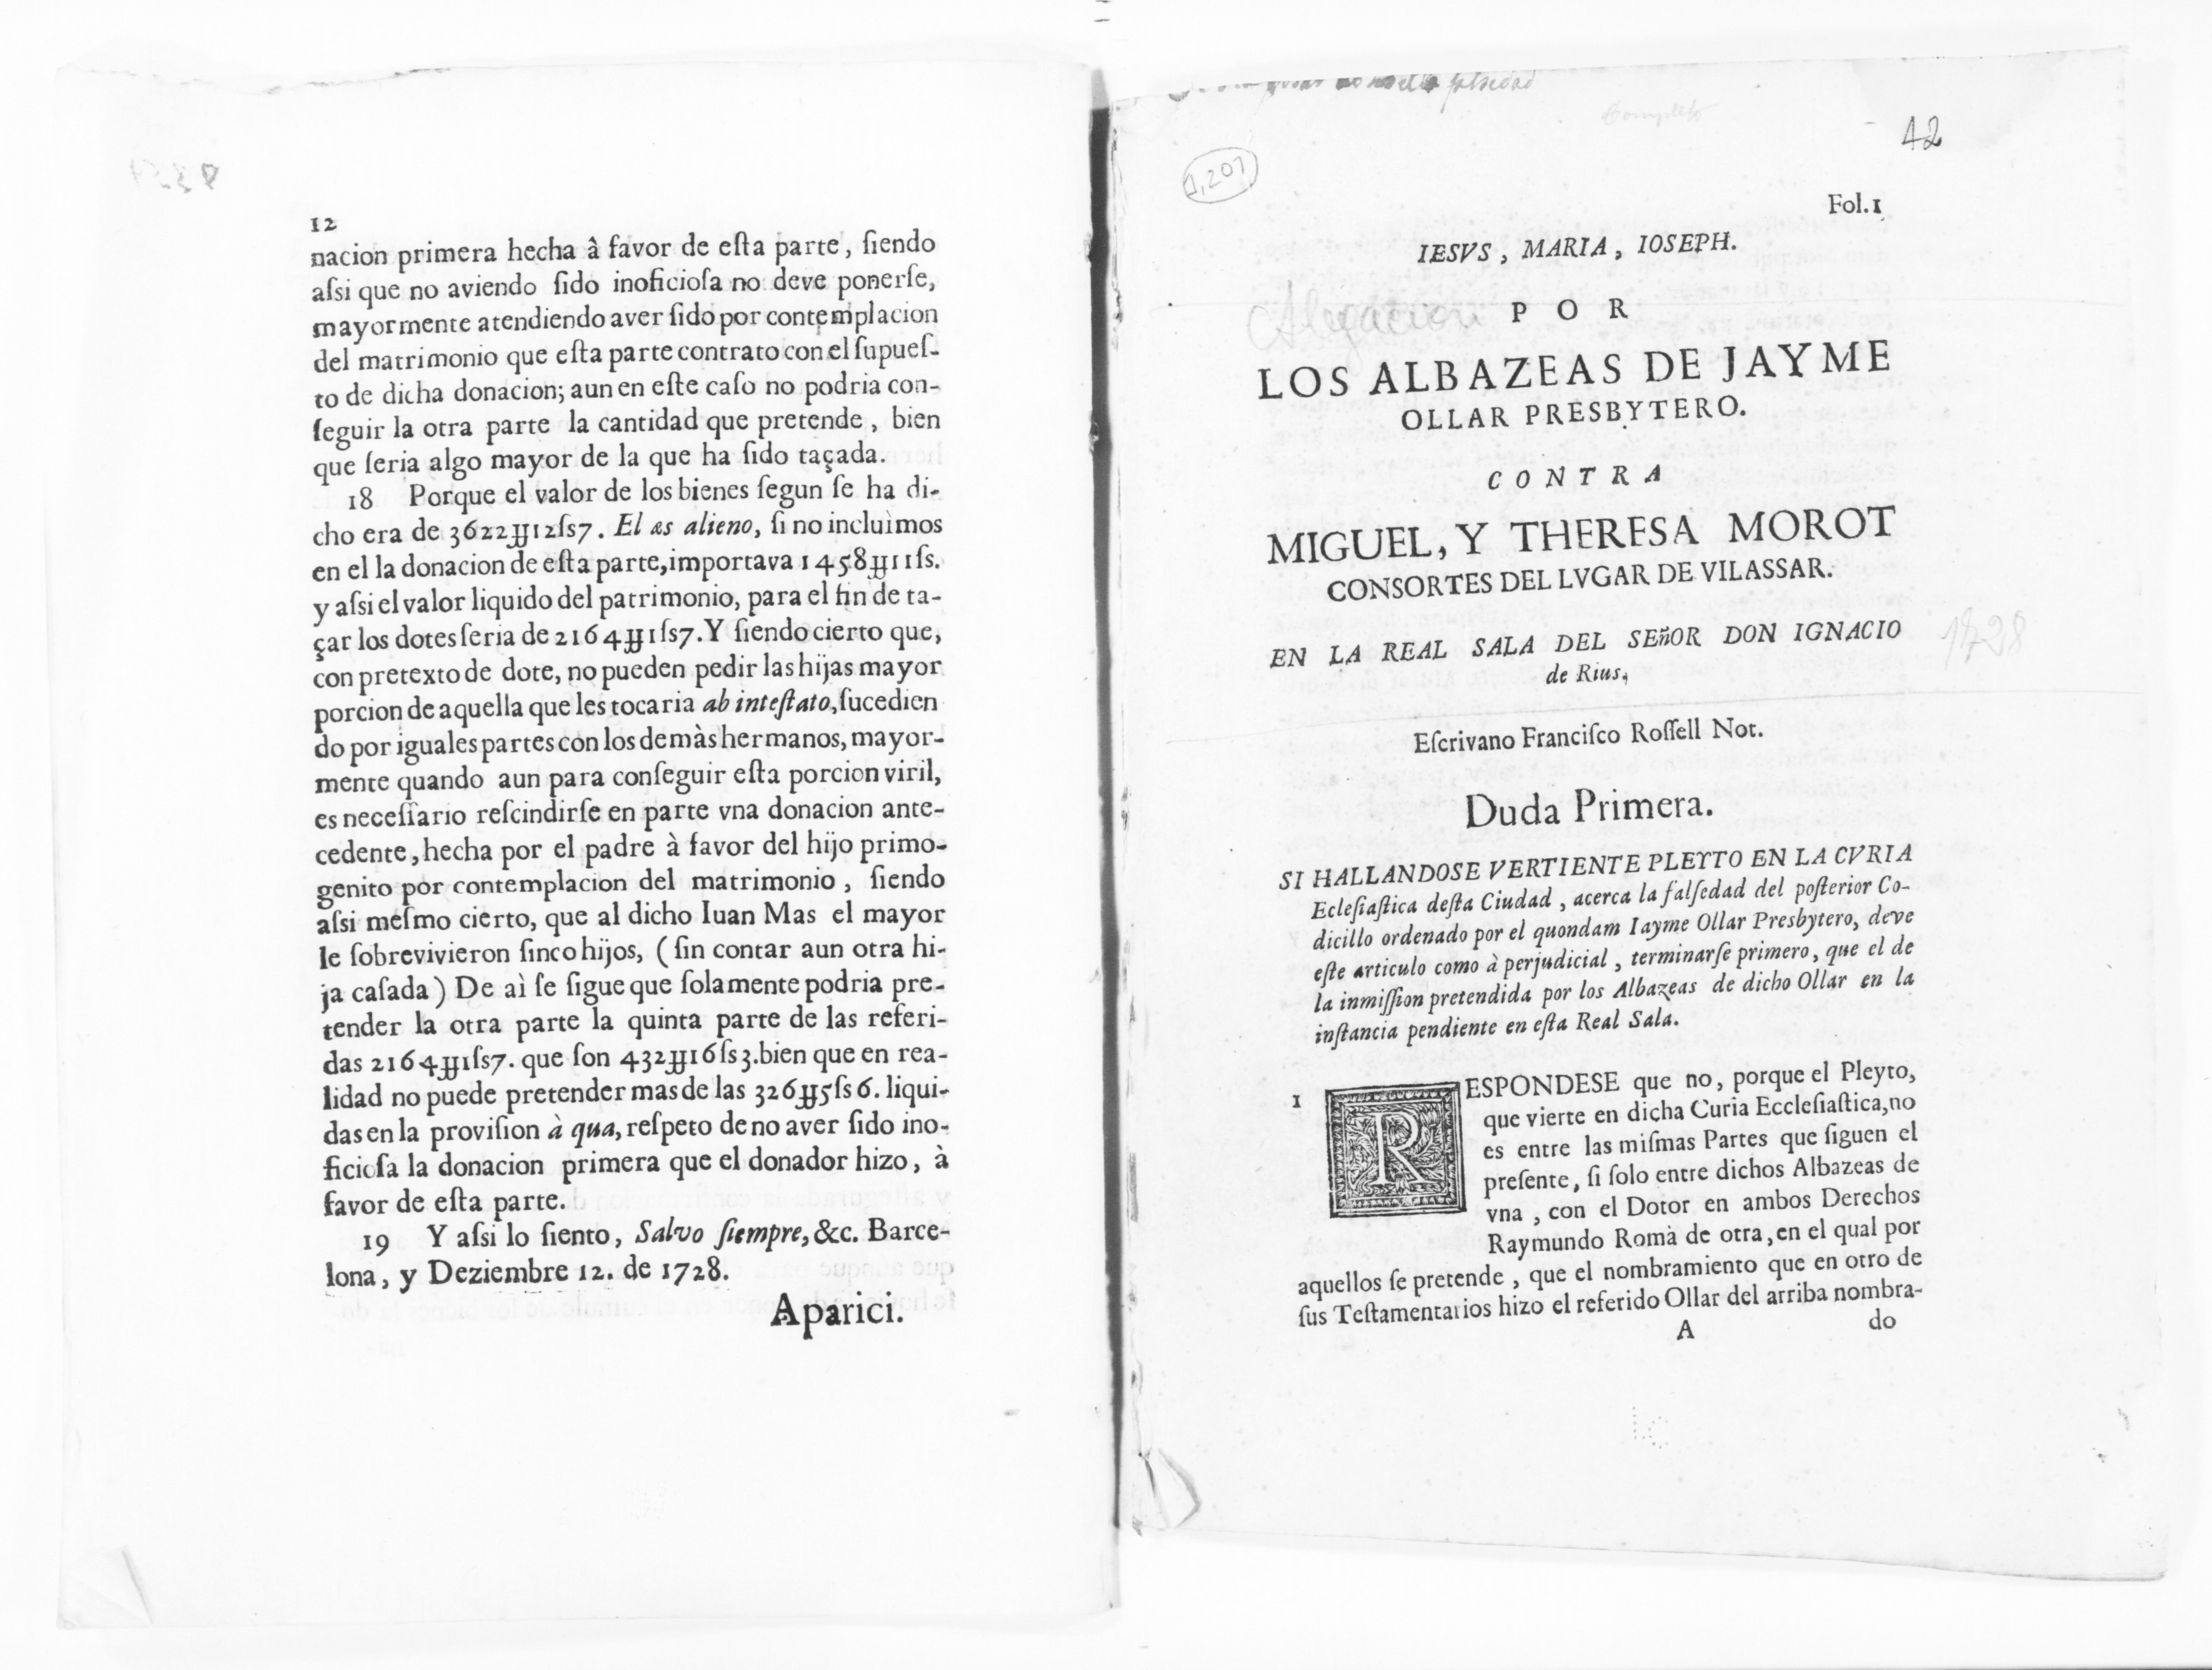 12
nacion primera hecha â favor de eſta parte, ſiendo
aſsi que no aviendo ſido inoficioſa no deve ponerſe,
mayormente atendiendo aver ſido por contemplacion
del matrimonio que eſta parte contrato con el ſupueſ-
to de dicha donacion; aun en eſte caſo no podria con-
ſeguir la otra parte la cantidad que pretende, bien
que ſeria algo mayor de la que ha ſido taçada.
18 Porque el valor de los bienes ſegun ſe ha di-
cho era de 3622 ₶ 12ſs7. El æs alieno, ſi no incluìmos
en el la donacion de eſta parte, importava 1458 ₶ 11ſs.
y aſsi el valor liquido del patrimonio, para el fin de ta-
çar los dotes ſeria de 2164 ₶ 1ſs7. Y ſiendo cierto que,
con pretexto de dote, no pueden pedir las hijas mayor
porcion de aquella que les tocaria ab inteſtato, ſucedien
do por iguales partes con los demàs hermanos, mayor-
mente quando aun para conſeguir eſta porcion viril,
es neceſſario reſcindirſe en parte vna donacion ante-
cedente, hecha por el padre à favor del hijo primo-
genito por contemplacion del matrimonio, ſiendo
aſsi meſmo cierto, que al dicho Iuan Mas el mayor
le ſobrevivieron ſinco hijos, (ſin contar aun otra hi-
ja caſada) De aì ſe ſigue que ſolamente podria pre-
tender la otra parte la quinta parte de las referi-
das 2164 ₶ 1ſs7. que ſon 432 ₶ 16ſs3. bien que en rea-
lidad no puede pretender mas de las 326 ₶ 5ſs6. liqui-
das en la proviſion à qua, reſpeto de no aver ſido ino-
ficioſa la donacion primera que el donador hizo, à
favor de eſta parte.
19 Y aſsi lo ſiento, Salvo ſiempre, &c. Barce-
lona, y Deziembre 12. de 1728.
Aparici.
Completo
42
1,207
Fol. 1
IESVS, MARIA, IOSEPH.
Alegacion
POR
LOS ALBAZEAS DE JAYME
OLLAR PRESBYTERO.
CONTRA
MIGUEL, Y THERESA MOROT
CONSORTES DEL LVGAR DE VILASSAR.
EN LA REAL SALA DEL SEñOR DON IGNACIO
de Rius,
1728
Eſcrivano Franciſco Roſſell Not.
Duda Primera.
SI HALLANDOSE VERTIENTE PLEYTO EN LA CVRIA
Ecleſiaſtica deſta Ciudad, acerca la falſedad del poſterior Co-
dicillo ordenado por el quondam Iayme Ollar Presbytero, deve
eſte articulo como à perjudicial, terminarſe primero, que el de
la inmiſſion pretendida por los Albazeas de dicho Ollar en la
inſtancia pendiente en eſta Real Sala.
1 RESPONDESE que no, porque el Pleyto,
que vierte en dicha Curia Eccleſiaſtica, no
es entre las miſmas Partes que ſiguen el
preſente, ſi ſolo entre dichos Albazeas de
vna, con el Dotor en ambos Derechos
Raymundo Romà de otra, en el qual por
aquellos ſe pretende, que el nombramiento que en otro de
ſus Teſtamentarios hizo el referido Ollar del arriba nombra-
A do